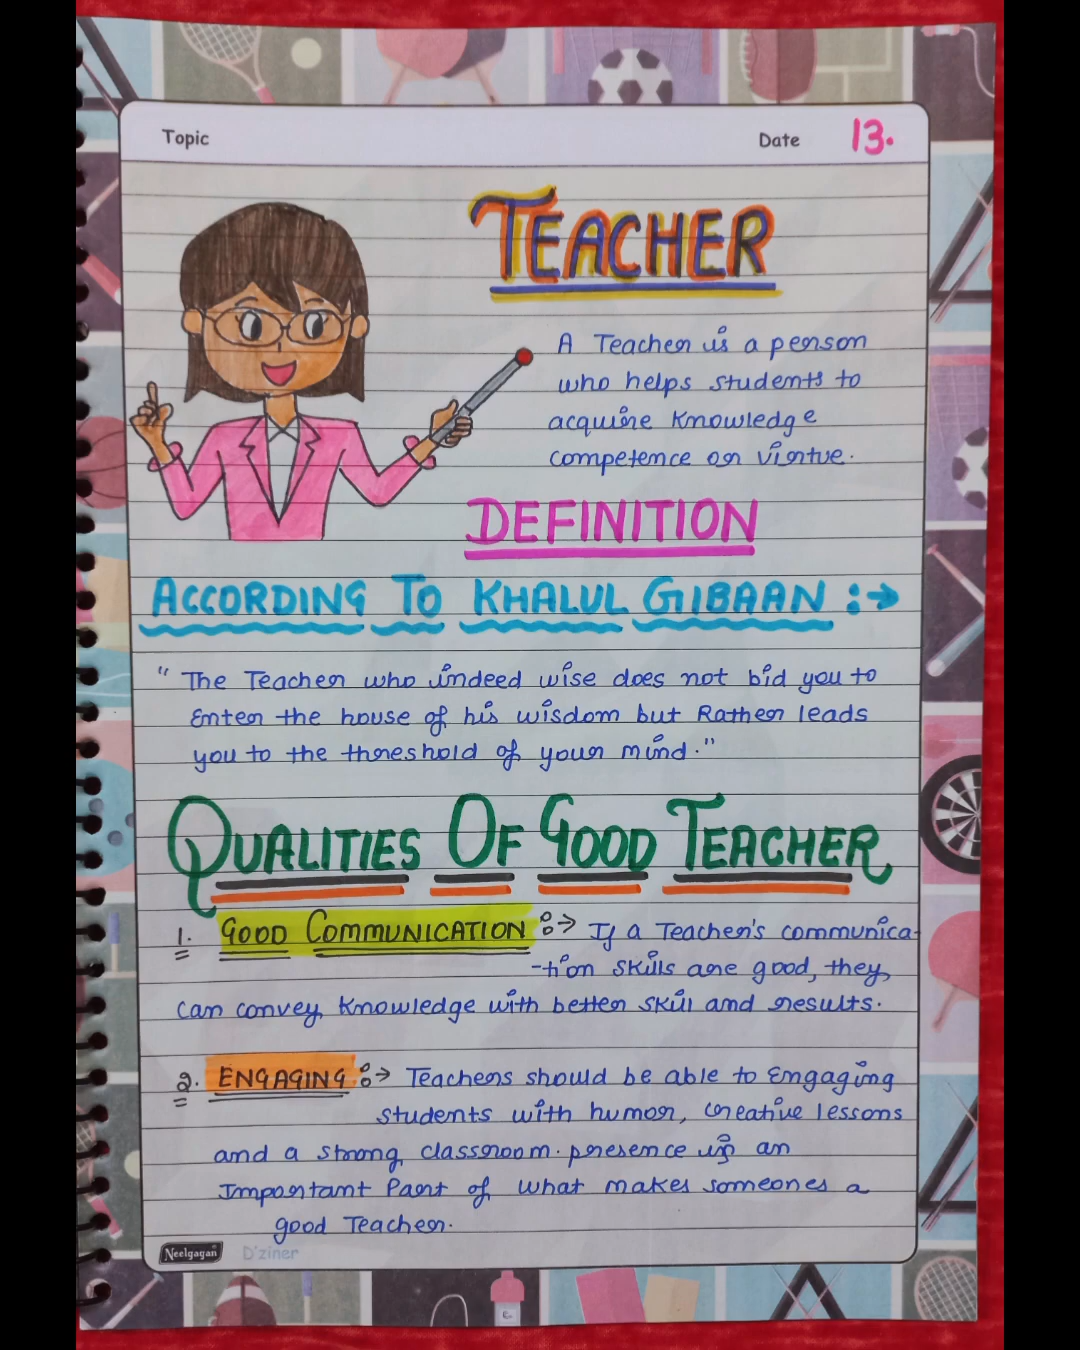 Topic
Date 13.
TEACHER
A Teacher is a person
who helps students to
acquire Knowledge
competence or virtue.
DEFINITION
ACCORDING TO KHALUL GIBAAN :→
" The Teacher who indeed wise does not bid you to
Enter the house of his wisdom but Rather leads
you to the threshold of your mind."
QUALITIES OF GOOD TEACHER
1. GOOD COMMUNICATION :→ If a Teacher's communica-
-tion skills are good, they
can convey knowledge with better skill and results.
2. ENGAGING :→ Teachers should be able to Engaging
students with humor, creative lessons
and a strong classroom. presence is an
Important Part of what makes someones a
good Teacher.
Neelgagan D'ziner